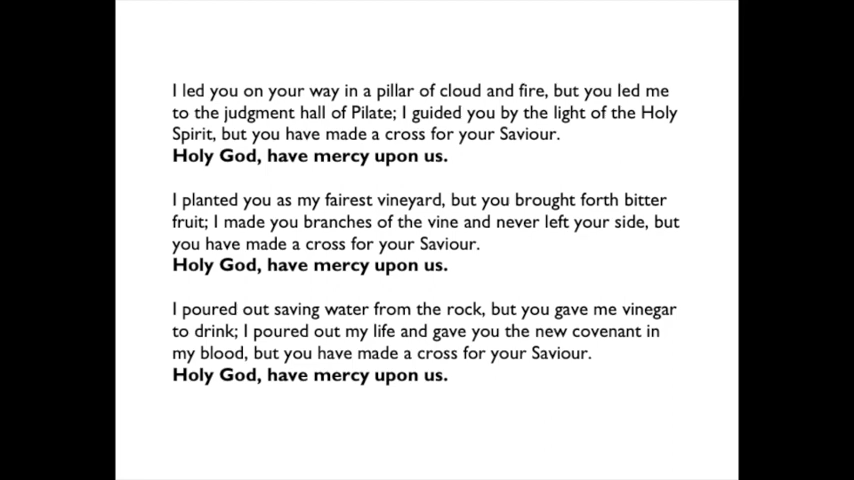 I led you on your way in a pillar of cloud and fire, but you led me
to the judgment hall of Pilate; I guided you by the light of the Holy
Spirit, but you have made a cross for your Saviour.
Holy God, have mercy upon us.
I planted you as my fairest vineyard, but you brought forth bitter
fruit; I made you branches of the vine and never left your side, but
you have made a cross for your Saviour.
Holy God, have mercy upon us.
I poured out saving water from the rock, but you gave me vinegar
to drink; I poured out my life and gave you the new covenant in
my blood, but you have made a cross for your Saviour.
Holy God, have mercy upon us.